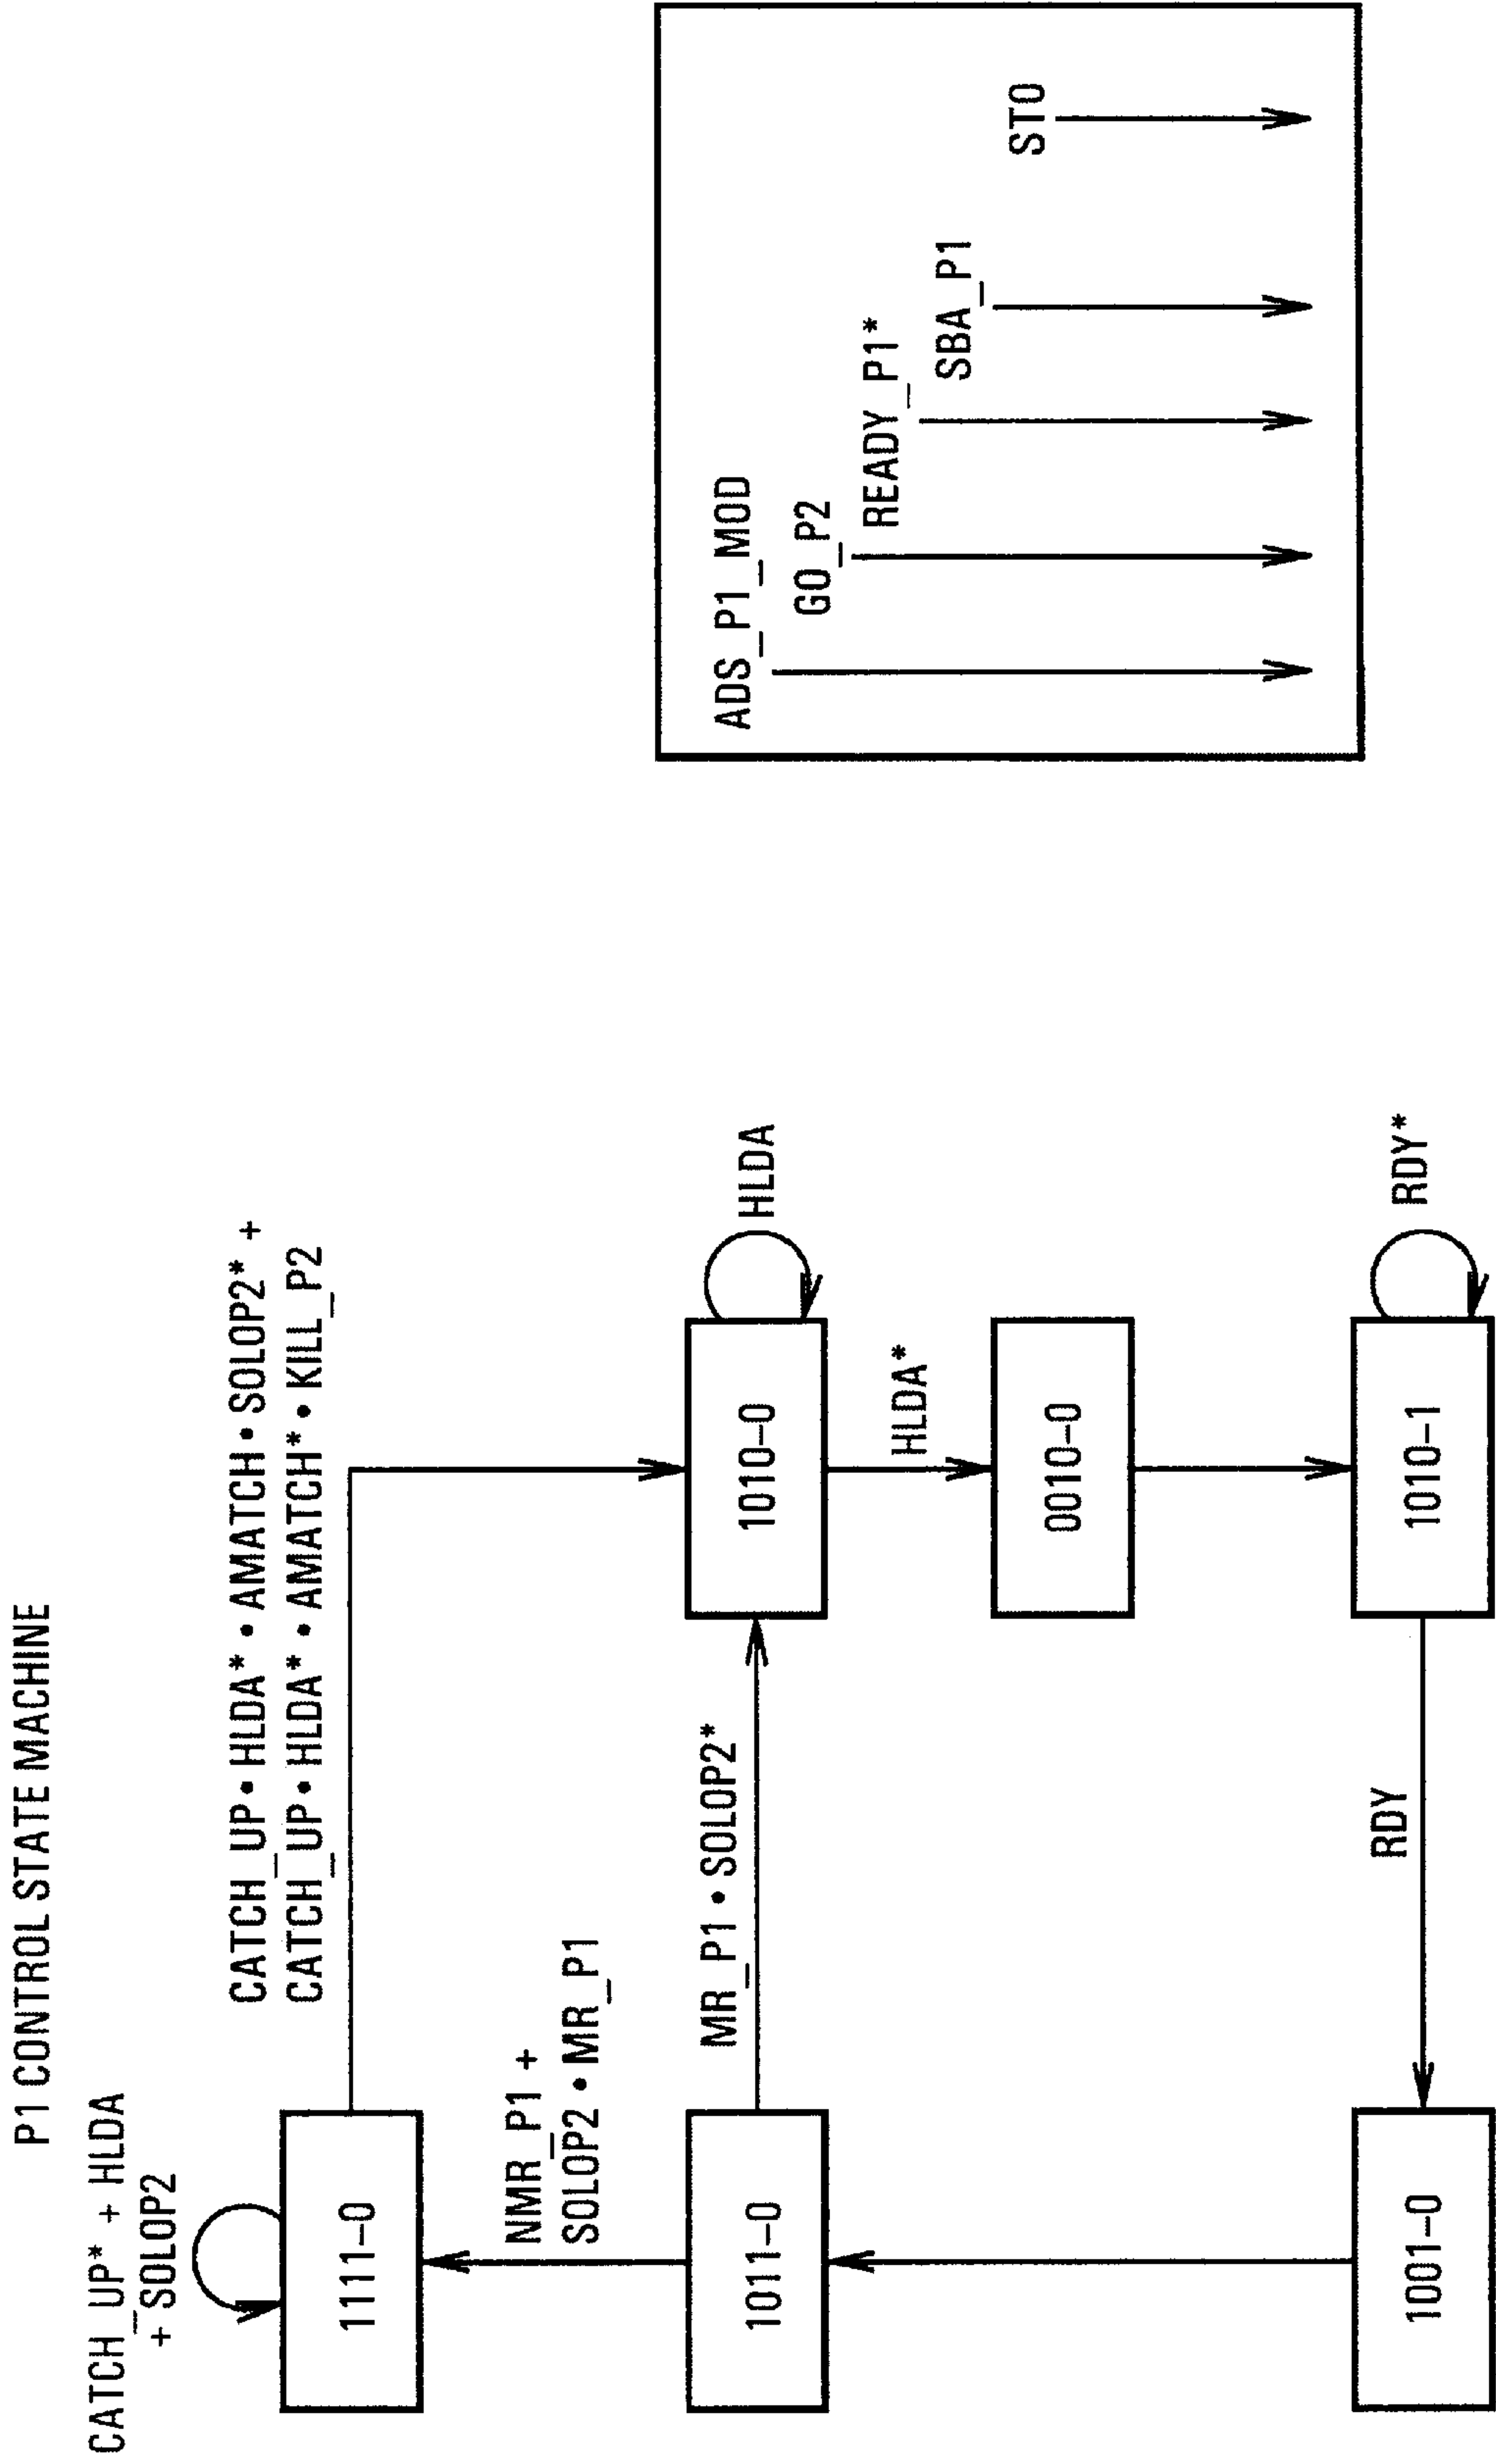 P1 CONTROL STATE MACHINE
CATCH_UP* + HLDA
+ SOLOP2
CATCH_UP • HLDA* • AMATCH • SOLOP2* +
CATCH_UP • HLDA* • AMATCH* • KILL_P2
1111-0
NMR_P1 +
SOLOP2 • MR_P1
MR_P1 • SOLOP2*
1011-0
1010-0
HLDA
HLDA*
0010-0
RDY
1001-0
1010-1
RDY*
ADS_P1_MOD
GO_P2
READY_P1*
SBA_P1
ST0